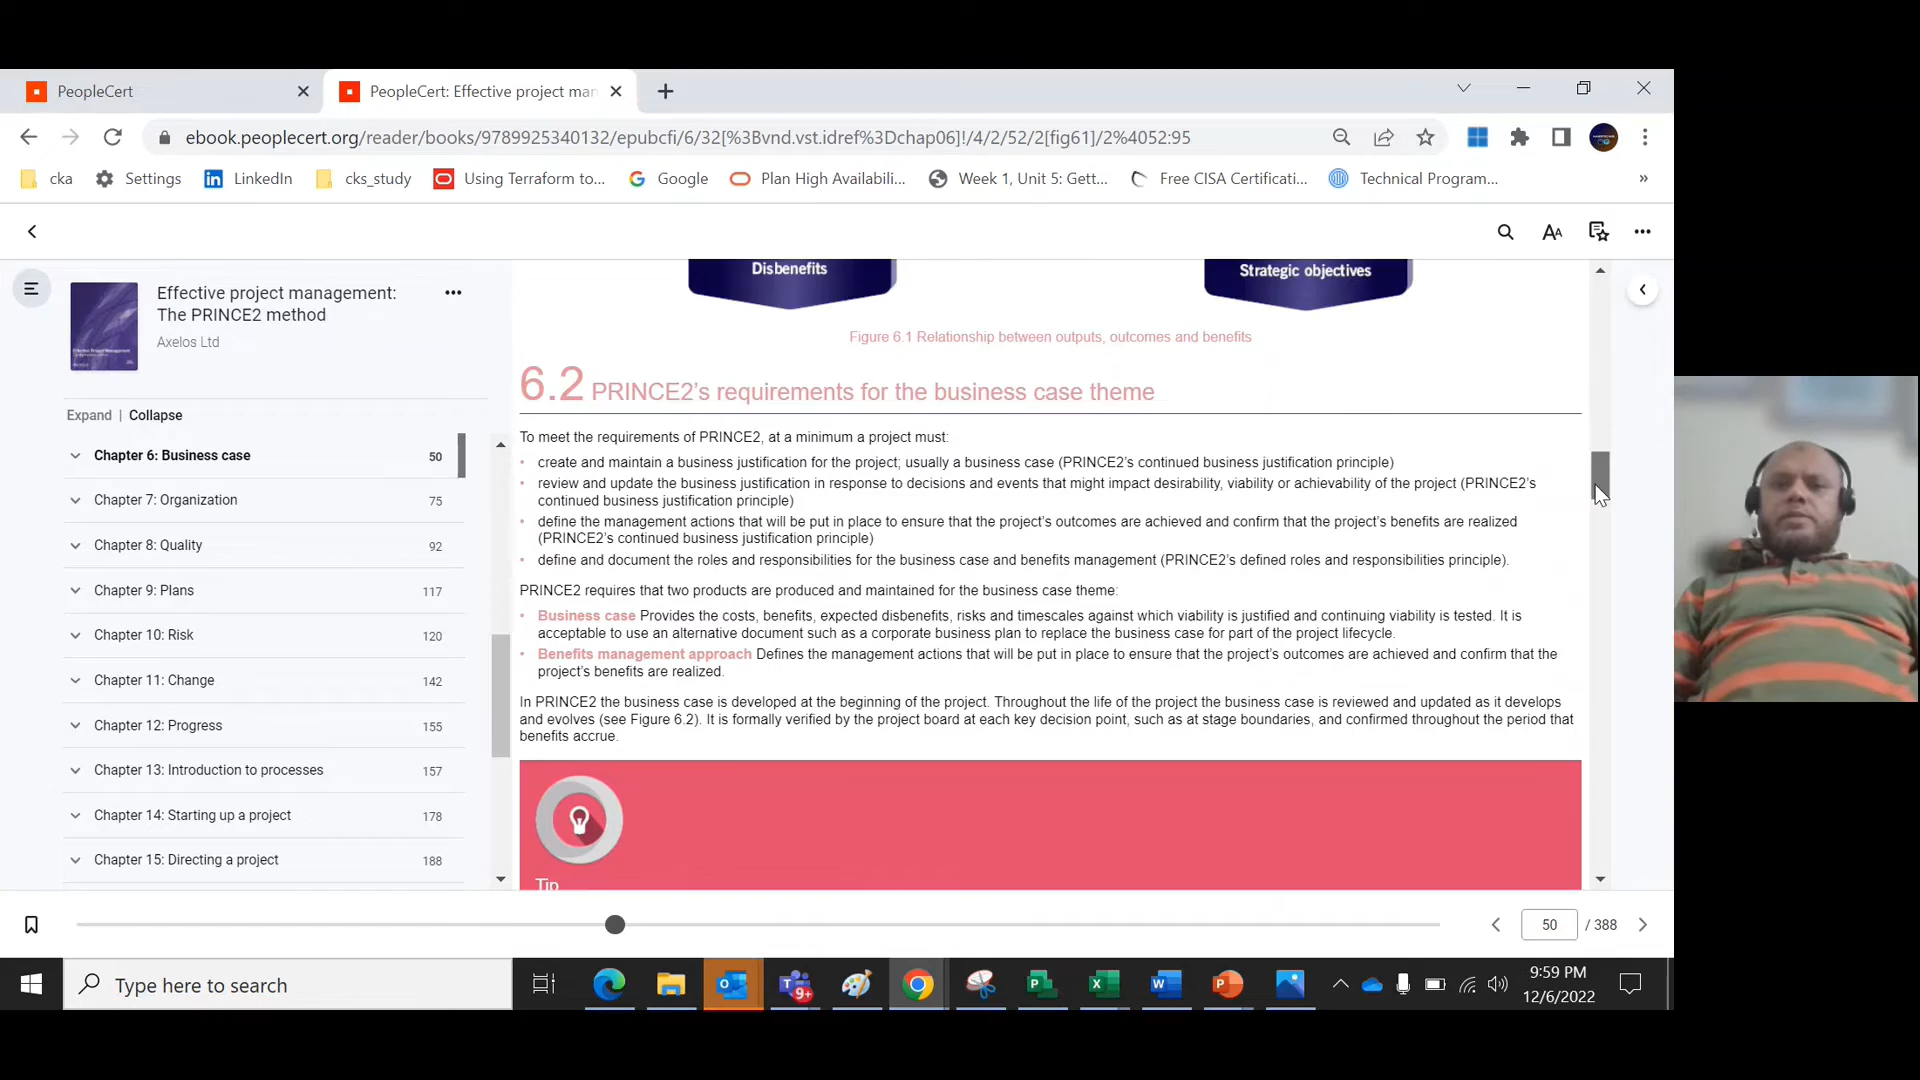 PeopleCert
PeopleCert: Effective project man
ebook.peoplecert.org/reader/books/9789925340132/epubcfi/6/32[%3Bvnd.vst.idref%3Dchap06]!/4/2/52/2[fig61]/2%4052:95
cka
Settings
LinkedIn
cks_study
Using Terraform to...
Google
Plan High Availabili...
Week 1, Unit 5: Gett...
Free CISA Certificati...
Technical Program...
»
AA
Effective project management:
The PRINCE2 method
Axelos Ltd
Expand | Collapse
Chapter 6: Business case 50
Chapter 7: Organization 75
Chapter 8: Quality 92
Chapter 9: Plans 117
Chapter 10: Risk 120
Chapter 11: Change 142
Chapter 12: Progress 155
Chapter 13: Introduction to processes 157
Chapter 14: Starting up a project 178
Chapter 15: Directing a project 188
Disbenefits
Strategic objectives
Figure 6.1 Relationship between outputs, outcomes and benefits
6.2 PRINCE2’s requirements for the business case theme
To meet the requirements of PRINCE2, at a minimum a project must:
• create and maintain a business justification for the project; usually a business case (PRINCE2’s continued business justification principle)
• review and update the business justification in response to decisions and events that might impact desirability, viability or achievability of the project (PRINCE2’s
continued business justification principle)
• define the management actions that will be put in place to ensure that the project’s outcomes are achieved and confirm that the project’s benefits are realized
(PRINCE2’s continued business justification principle)
• define and document the roles and responsibilities for the business case and benefits management (PRINCE2’s defined roles and responsibilities principle).
PRINCE2 requires that two products are produced and maintained for the business case theme:
• Business case Provides the costs, benefits, expected disbenefits, risks and timescales against which viability is justified and continuing viability is tested. It is
acceptable to use an alternative document such as a corporate business plan to replace the business case for part of the project lifecycle.
• Benefits management approach Defines the management actions that will be put in place to ensure that the project’s outcomes are achieved and confirm that the
project’s benefits are realized.
In PRINCE2 the business case is developed at the beginning of the project. Throughout the life of the project the business case is reviewed and updated as it develops
and evolves (see Figure 6.2). It is formally verified by the project board at each key decision point, such as at stage boundaries, and confirmed throughout the period that
benefits accrue.
Tip
50 / 388
Type here to search
9+
9:59 PM
12/6/2022